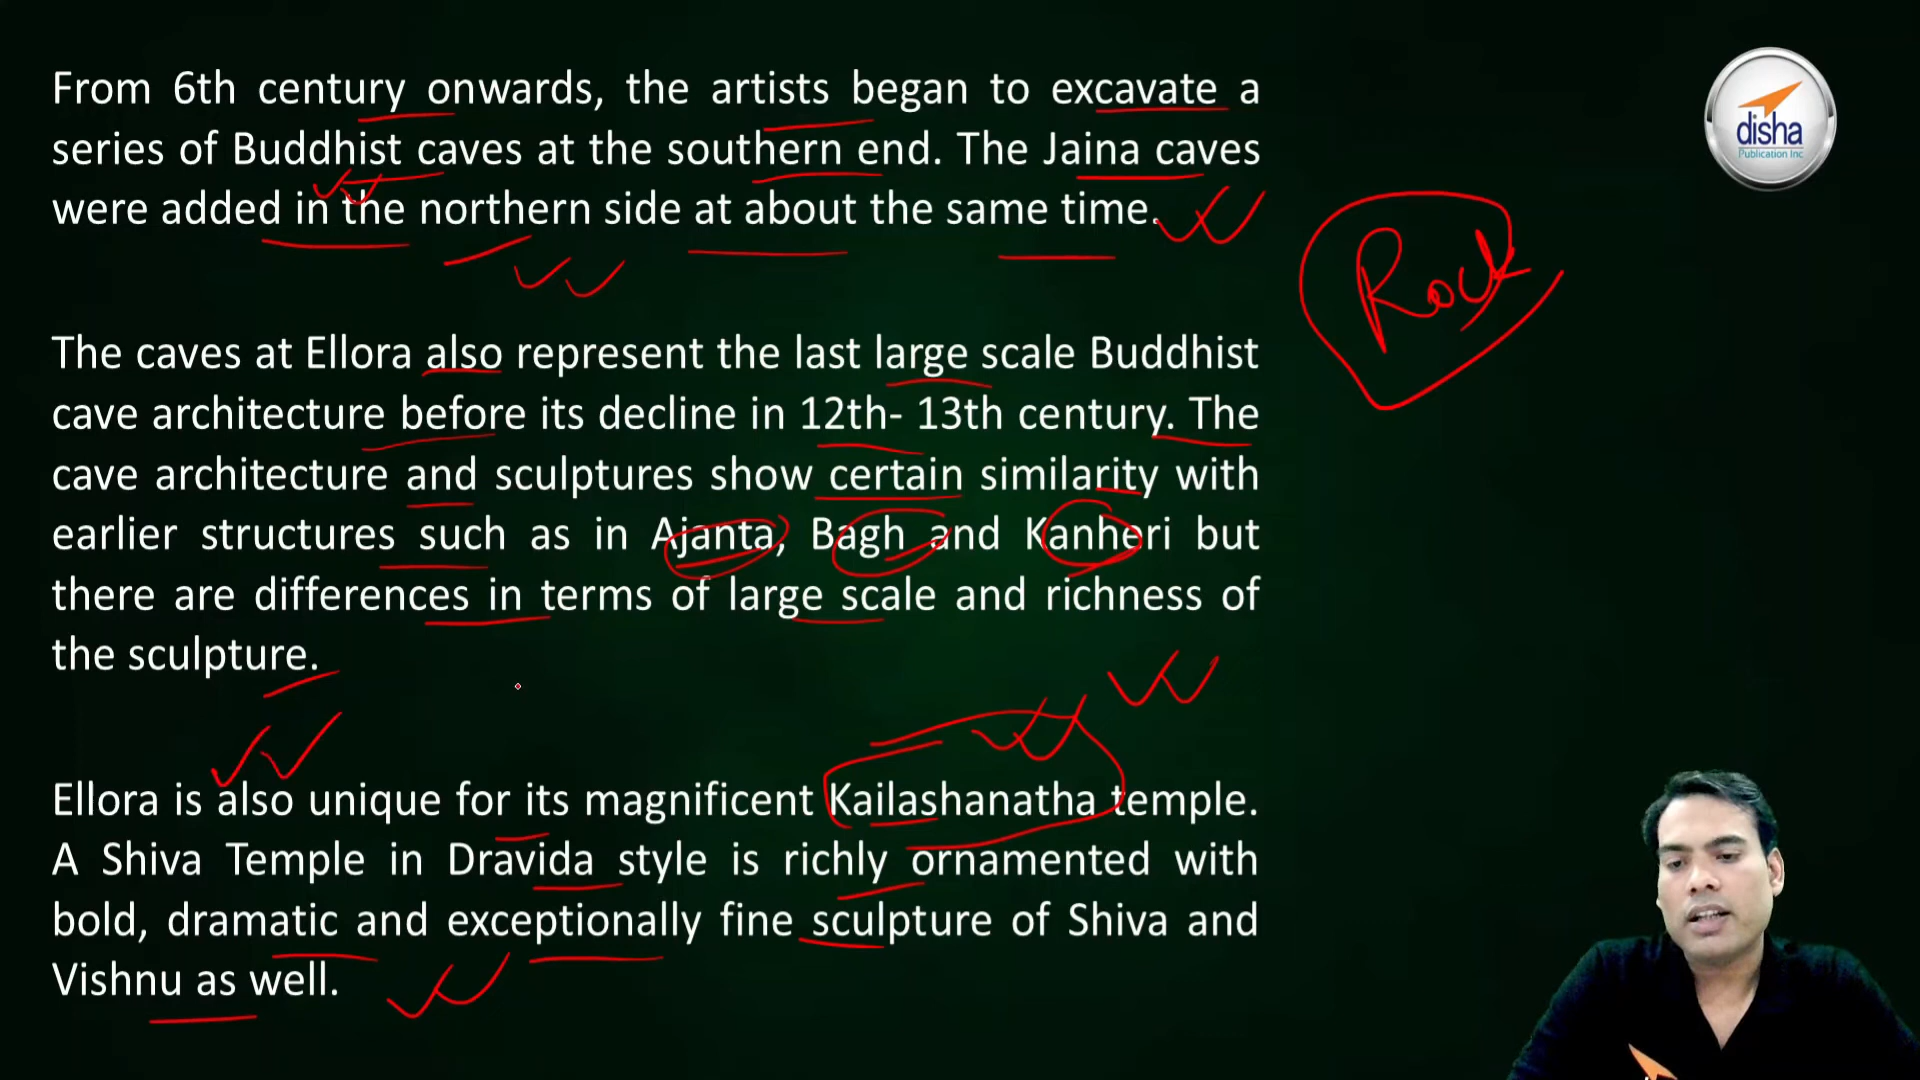 From 6th century onwards, the artists began to excavate a
series of Buddhist caves at the southern end. The Jaina caves
were added in the northern side at about the same time.
The caves at Ellora also represent the last large scale Buddhist
cave architecture before its decline in 12th- 13th century. The
cave architecture and sculptures show certain similarity with
earlier structures such as in Ajanta, Bagh and Kanheri but
there are differences in terms of large scale and richness of
the sculpture.
Ellora is also unique for its magnificent Kailashanatha temple.
A Shiva Temple in Dravida style is richly ornamented with
bold, dramatic and exceptionally fine sculpture of Shiva and
Vishnu as well.
Rock
disha
Publication Inc